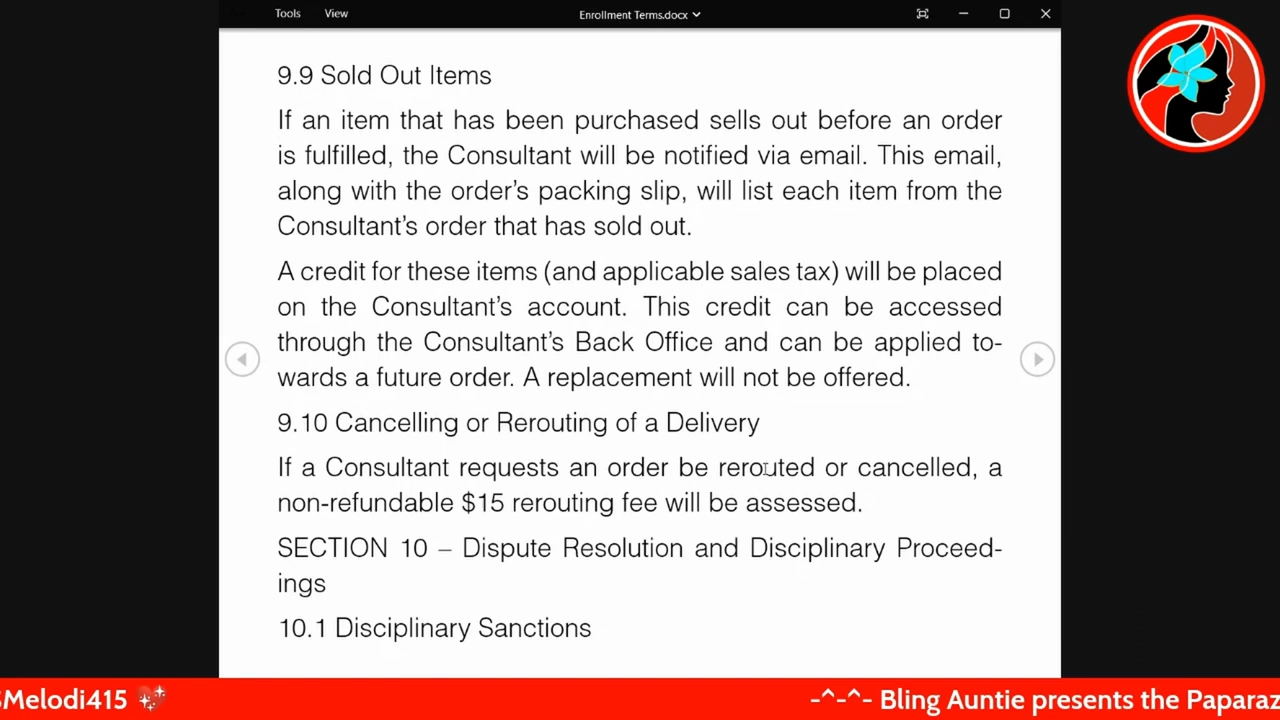 Tools View Enrollment Terms.docx
9.9 Sold Out Items
If an item that has been purchased sells out before an order
is fulfilled, the Consultant will be notified via email. This email,
along with the order’s packing slip, will list each item from the
Consultant’s order that has sold out.
A credit for these items (and applicable sales tax) will be placed
on the Consultant’s account. This credit can be accessed
through the Consultant’s Back Office and can be applied to-
wards a future order. A replacement will not be offered.
9.10 Cancelling or Rerouting of a Delivery
If a Consultant requests an order be rerouted or cancelled, a
non-refundable $15 rerouting fee will be assessed.
SECTION 10 – Dispute Resolution and Disciplinary Proceed-
ings
10.1 Disciplinary Sanctions
Melodi415 💖 -^-^- Bling Auntie presents the Paparaz